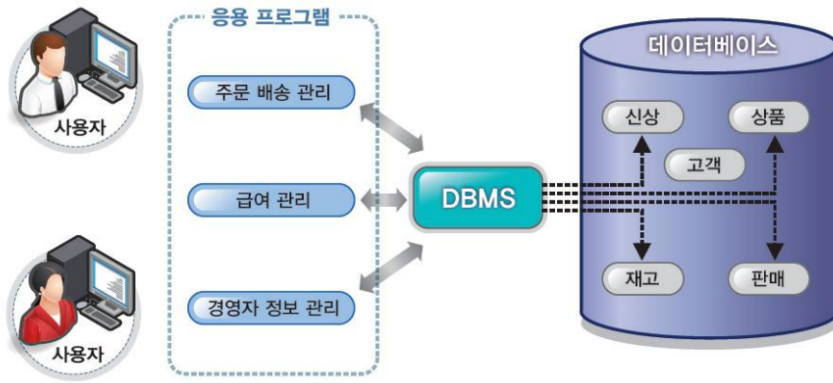 응용 프로그램
데이터베이스
주문 배송 관리
급여 관리
경영자 정보 관리
사용자
사용자
DBMS
신상
상품
고객
재고
판매